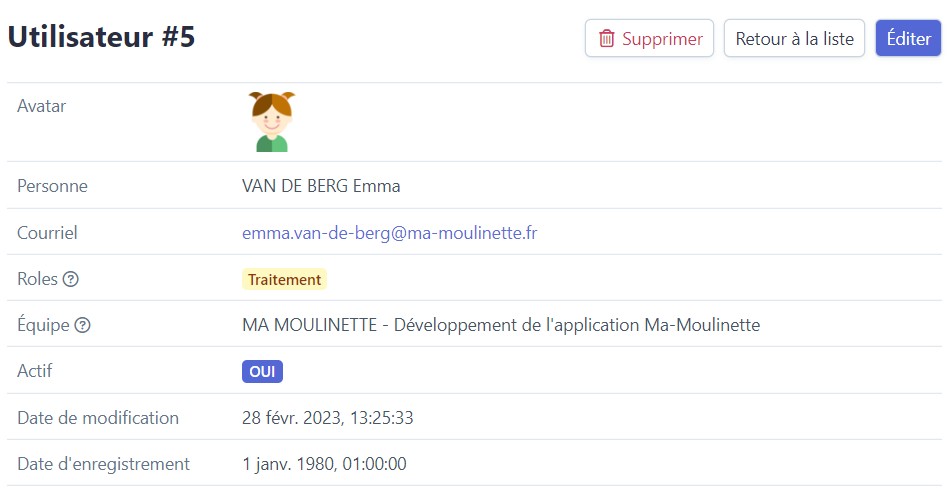 Utilisateur #5
Supprimer
Retour à la liste
Éditer
Avatar
Personne VAN DE BERG Emma
Courriel emma.van-de-berg@ma-moulinette.fr
Roles ? Traitement
Équipe ? MA MOULINETTE - Développement de l'application Ma-Moulinette
Actif OUI
Date de modification 28 févr. 2023, 13:25:33
Date d'enregistrement 1 janv. 1980, 01:00:00